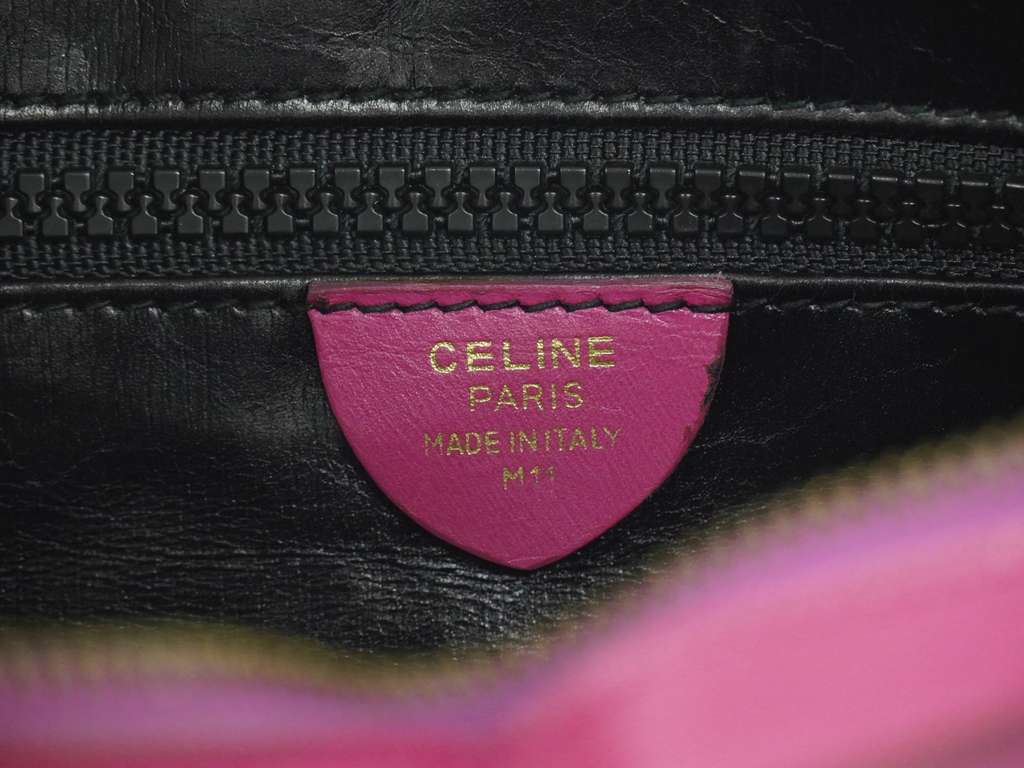 CELINE
PARIS
MADE IN ITALY
M11